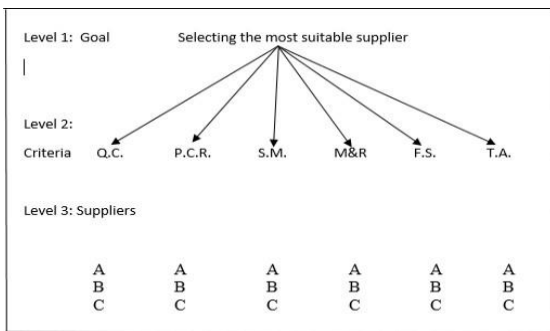 Level 1: Goal Selecting the most suitable supplier
Level 2:
Criteria Q.C. P.C.R. S.M. M&R F.S. T.A.
Level 3: Suppliers
A A A A A A
B B B B B B
C C C C C C